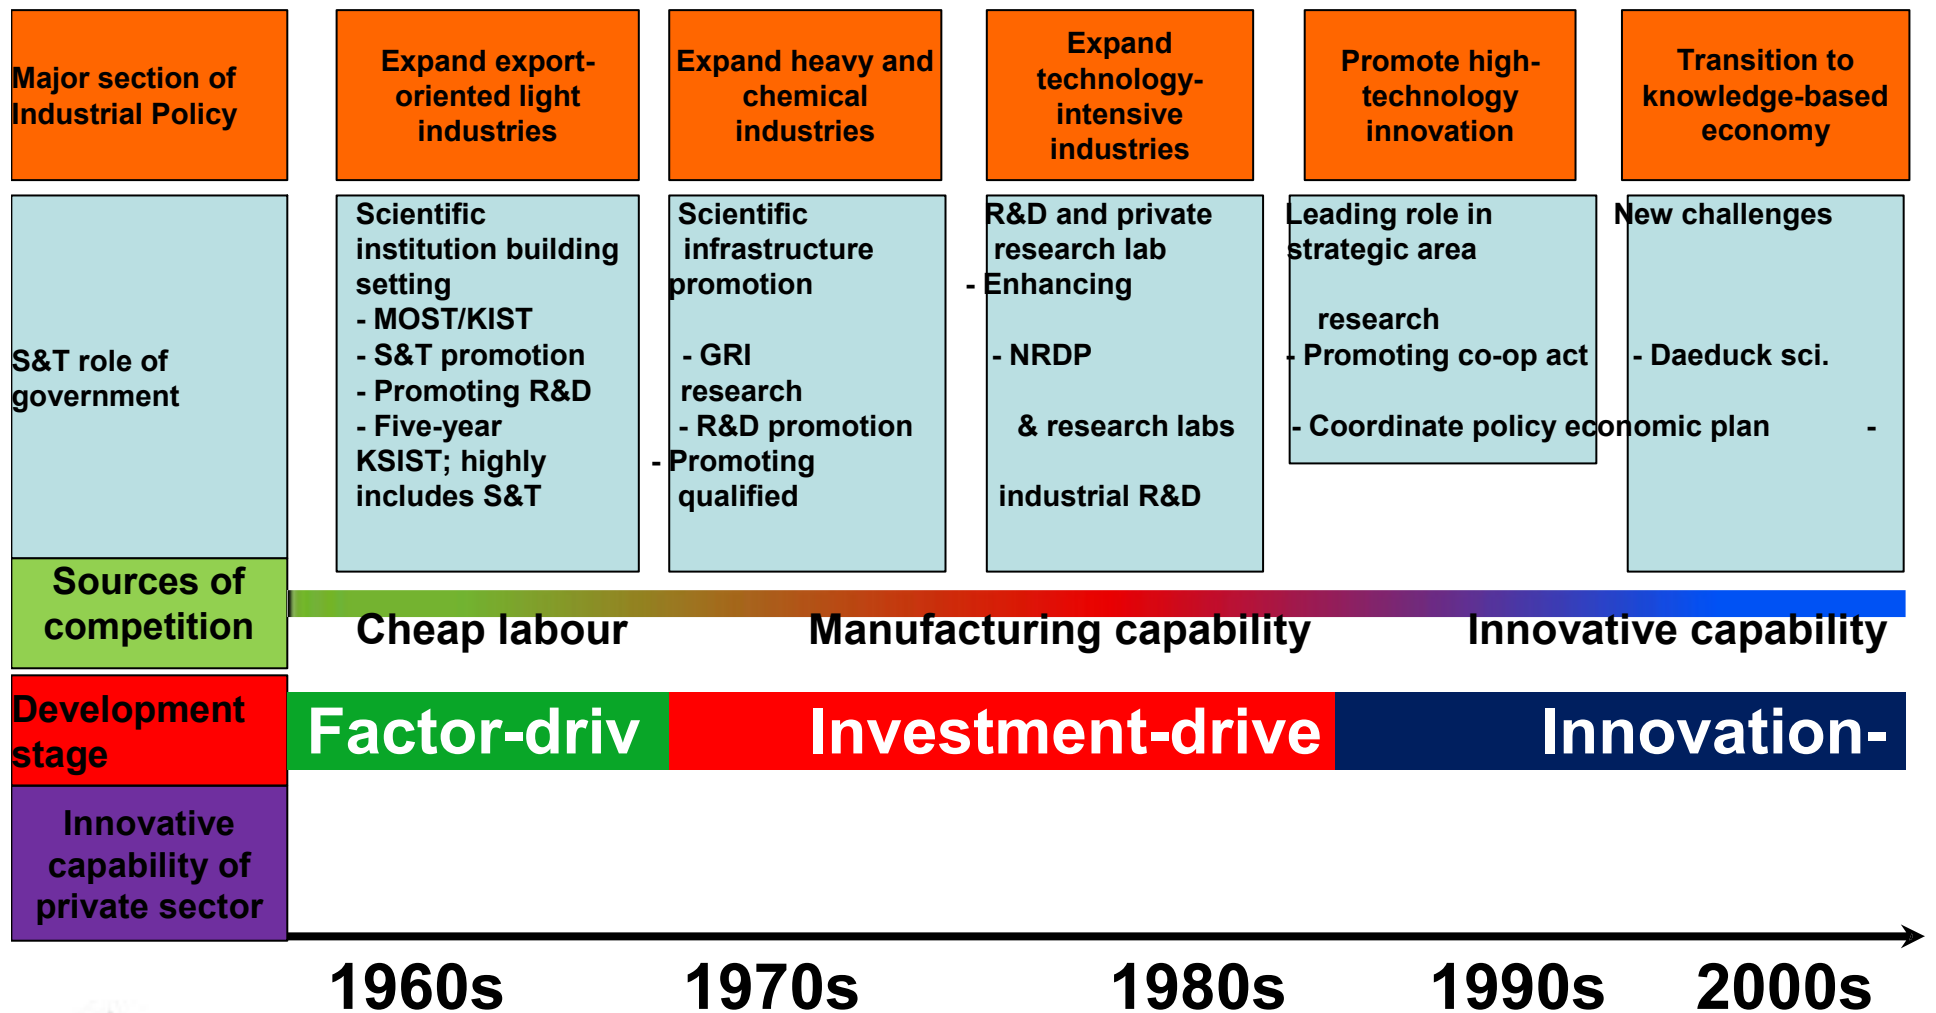 Major section of
Industrial Policy
Expand export-
oriented light
industries
Expand heavy and
chemical
industries
Expand
technology-
intensive
industries
Promote high-
technology
innovation
Transition to
knowledge-based
economy
S&T role of
government
Scientific
institution building
setting
- MOST/KIST
- S&T promotion
- Promoting R&D
- Five-year
KSIST; highly
includes S&T
Scientific
infrastructure
promotion
- GRI
research
- R&D promotion
- Promoting
qualified
R&D and private
research lab
- Enhancing
- NRDP
& research labs
industrial R&D
Leading role in
strategic area
research
- Promoting co-op act
- Coordinate policy economic plan -
New challenges
- Daeduck sci.
Sources of
competition
Cheap labour
Manufacturing capability
Innovative capability
Development
stage
Factor-driv
Investment-drive
Innovation-
Innovative
capability of
private sector
1960s 1970s 1980s 1990s 2000s